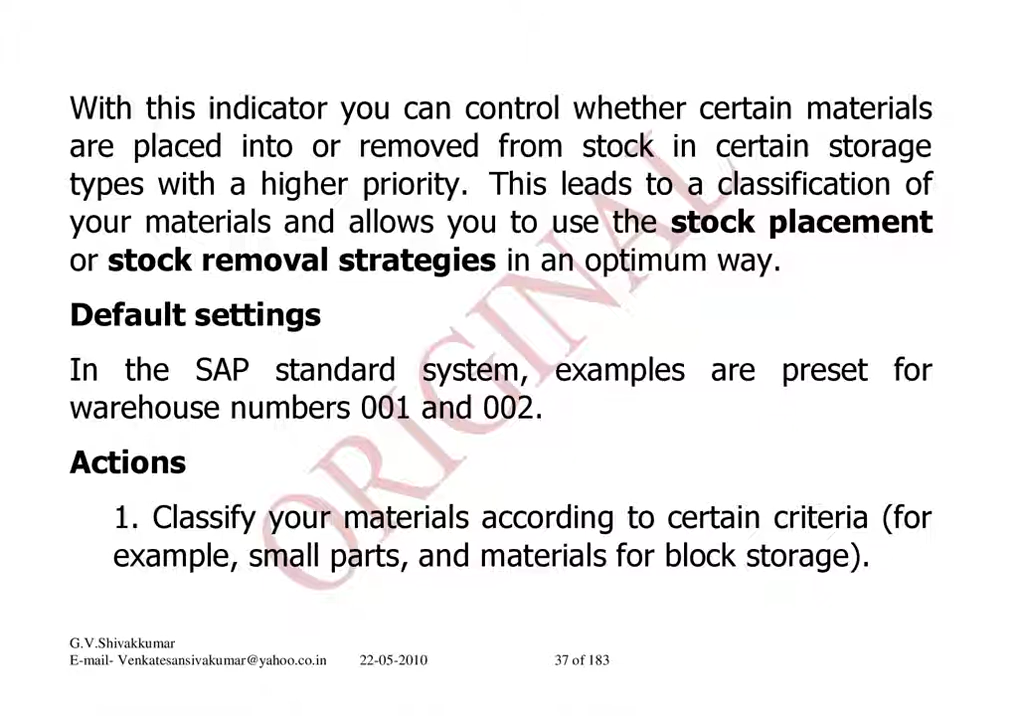 With this indicator you can control whether certain materials
are placed into or removed from stock in certain storage
types with a higher priority. This leads to a classification of
your materials and allows you to use the stock placement
or stock removal strategies in an optimum way.
Default settings
In the SAP standard system, examples are preset for
warehouse numbers 001 and 002.
Actions
1. Classify your materials according to certain criteria (for
example, small parts, and materials for block storage).
ORIGINAL
G.V.Shivakkumar
E-mail- Venkatesansivakumar@yahoo.co.in 22-05-2010 37 of 183